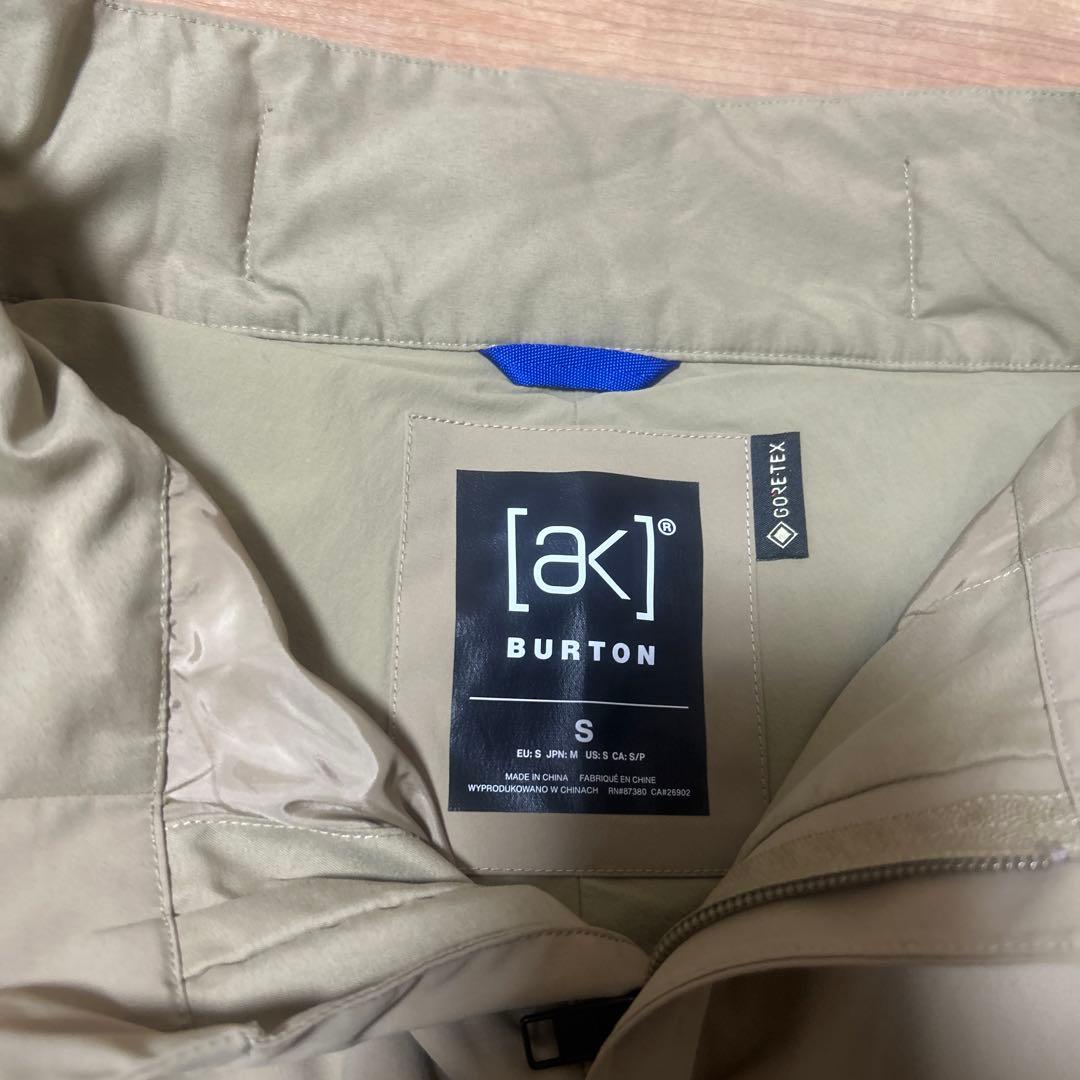 [ak]®
BURTON
S
EU: S JPN: M US: S CA: S/P
MADE IN CHINA FABRIQUÉ EN CHINE
WYPRODUKOWANO W CHINACH RN#87380 CA#26902
GORE-TEX